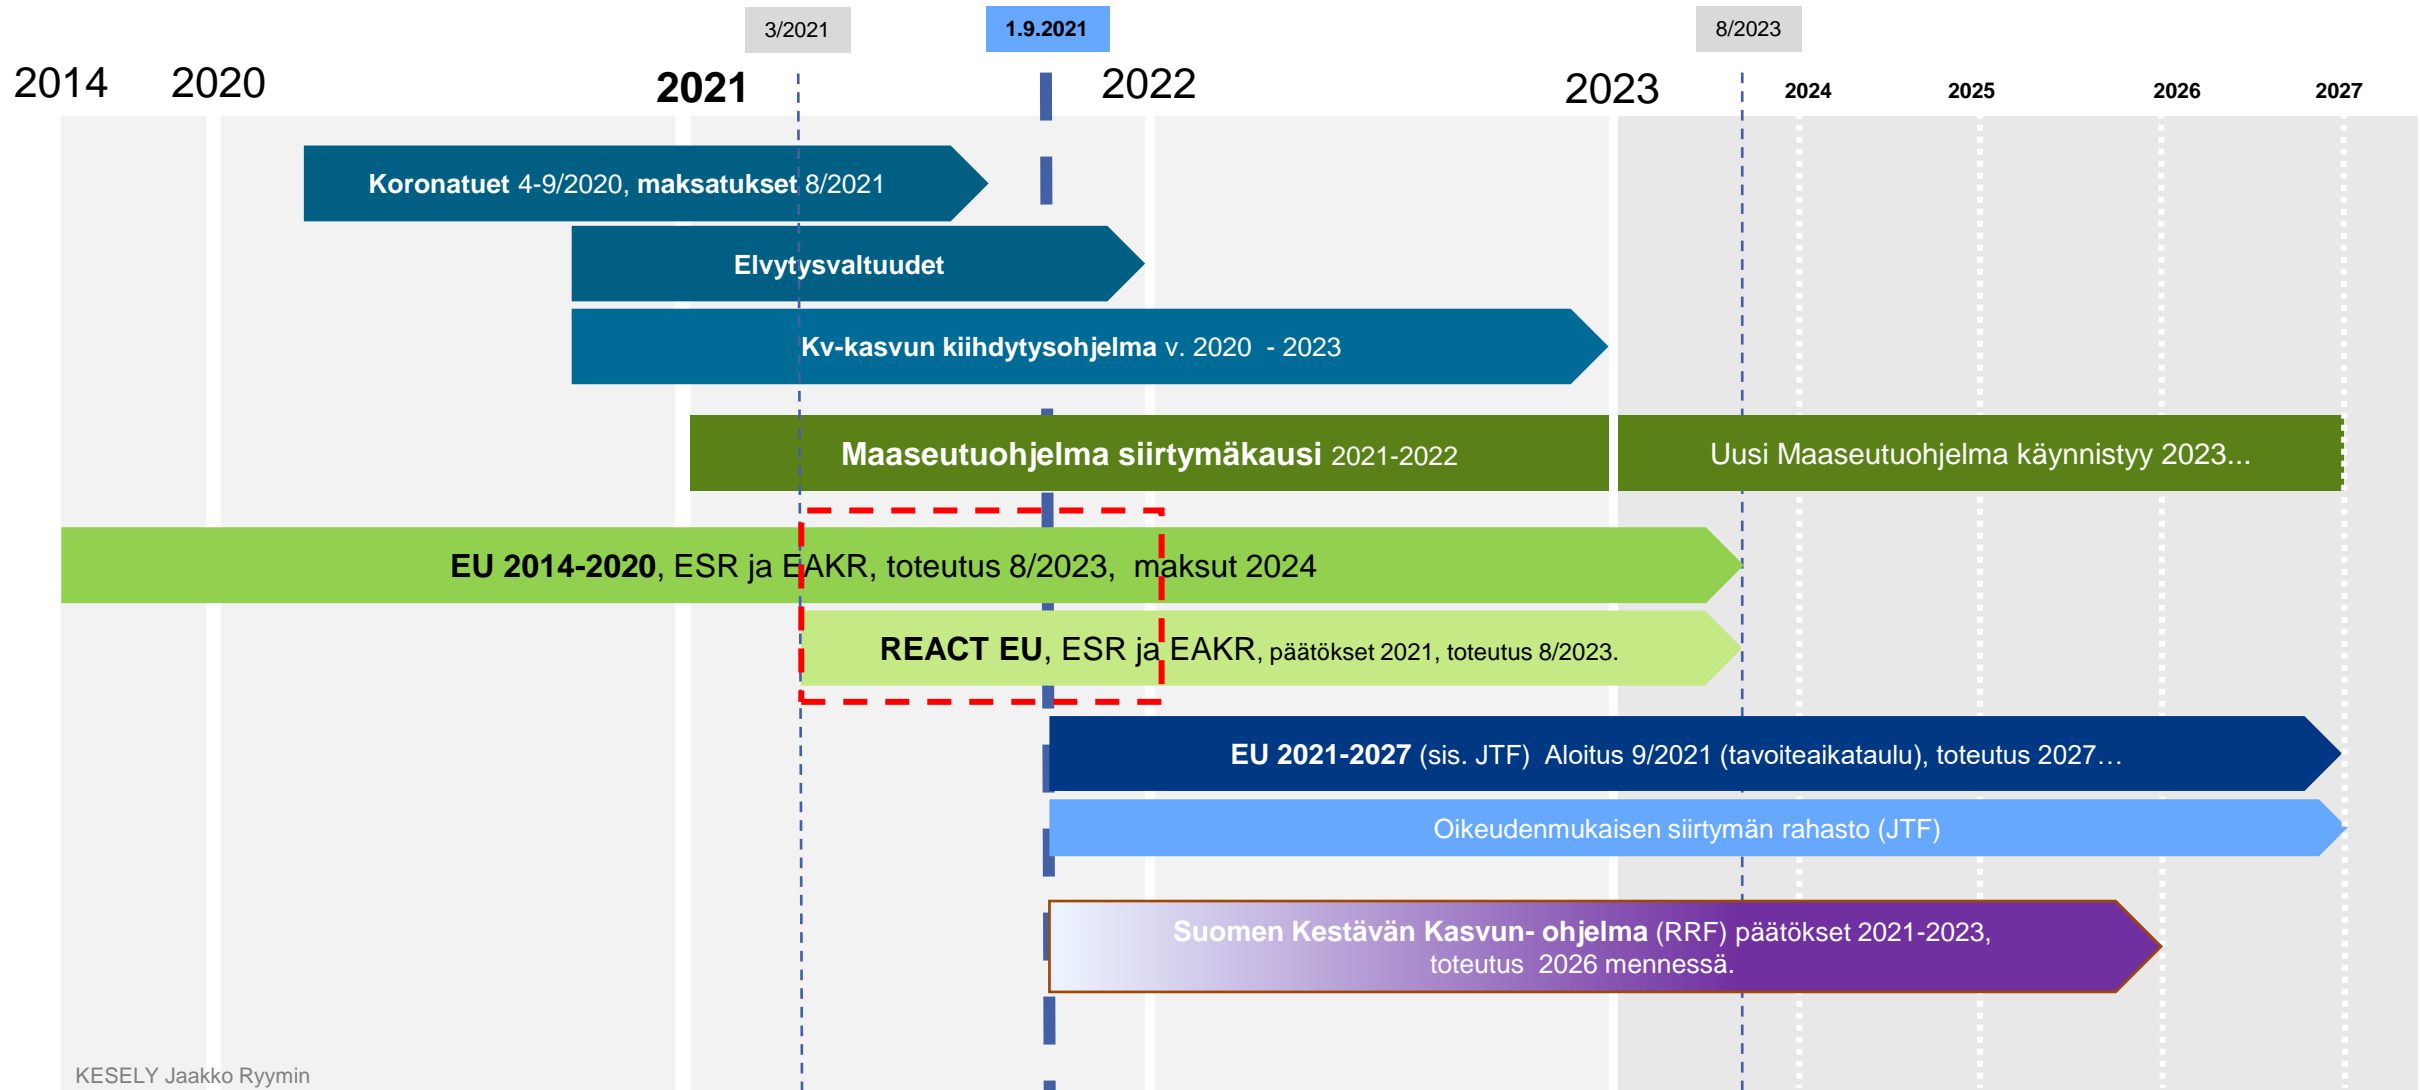 3/2021
1.9.2021
8/2023
2014
2020
2021
2022
2023
2024
2025
2026
2027
Koronatuet 4-9/2020, maksatukset 8/2021
Elvytysvaltuudet
Kv-kasvun kiihdytysohjelma v. 2020 - 2023
Maaseutuohjelma siirtymäkausi 2021-2022
Uusi Maaseutuohjelma käynnistyy 2023...
EU 2014-2020, ESR ja EAKR, toteutus 8/2023, maksut 2024
REACT EU, ESR ja EAKR, päätökset 2021, toteutus 8/2023.
EU 2021-2027 (sis. JTF) Aloitus 9/2021 (tavoiteaikataulu), toteutus 2027…
Oikeudenmukaisen siirtymän rahasto (JTF)
Suomen Kestävän Kasvun- ohjelma (RRF) päätökset 2021-2023,
toteutus 2026 mennessä.
KESELY Jaakko Ryymin